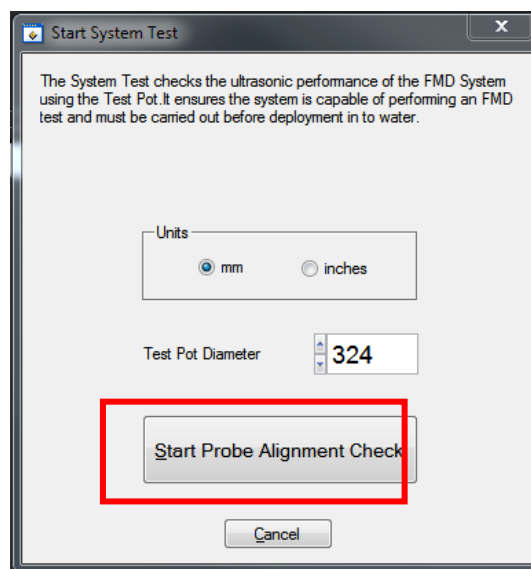 Start System Test
X
The System Test checks the ultrasonic performance of the FMD System
using the Test Pot.It ensures the system is capable of performing an FMD
test and must be carried out before deployment in to water.
Units
mm
inches
Test Pot Diameter
324
Start Probe Alignment Check
Cancel